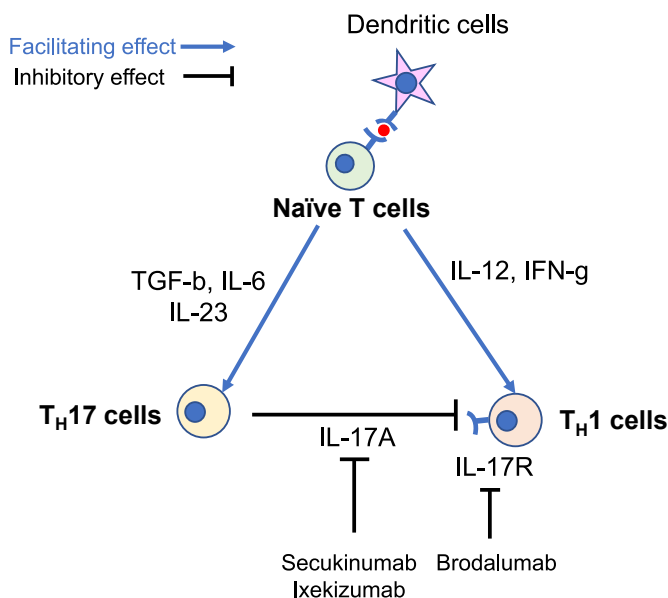 Dendritic cells
Facilitating effect
Inhibitory effect
Naïve T cells
TGF-b, IL-6
IL-23
IL-12, IFN-g
TH17 cells
IL-17A
TH1 cells
IL-17R
Secukinumab
Ixekizumab
Brodalumab